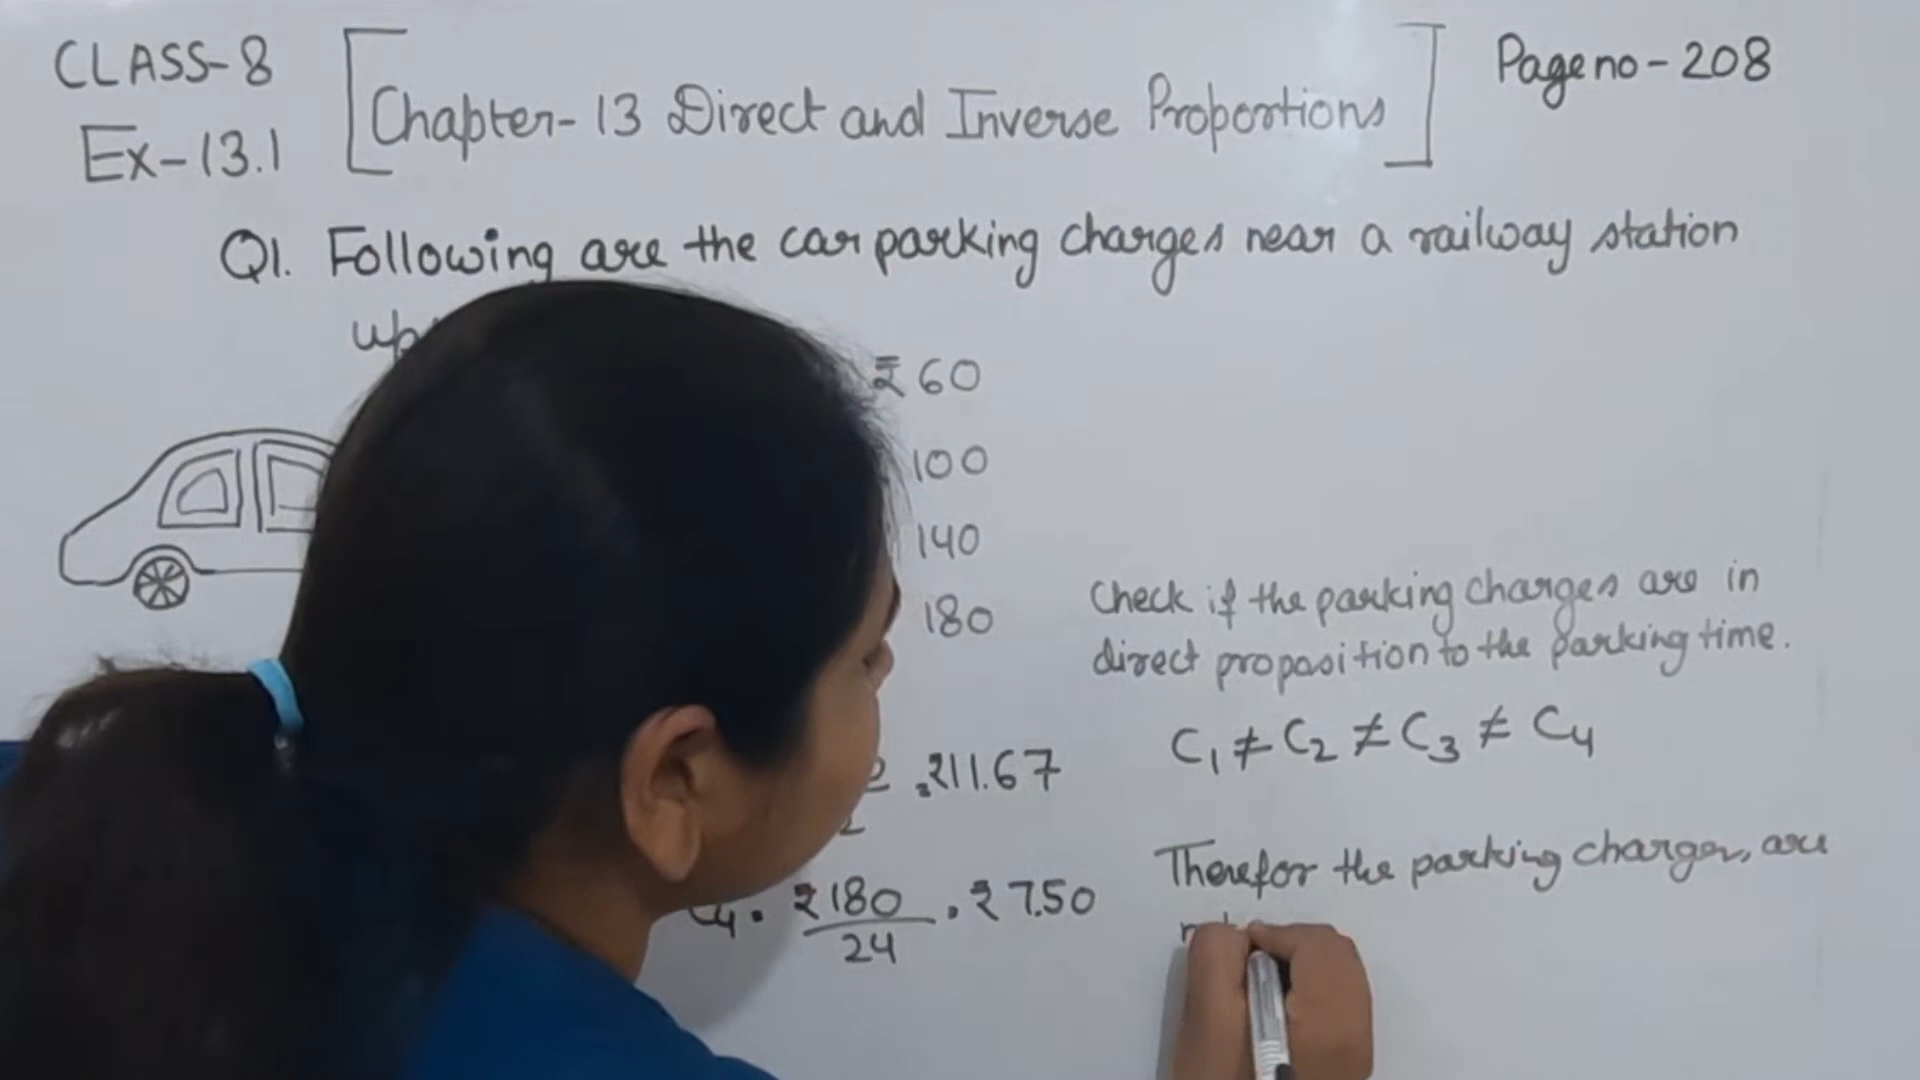 CLASS-8
Ex-13.1
Chapter-13 Direct and Inverse Proportions
Page no-208
Q1. Following are the car parking charges near a railway station
₹60
100
140
180
Check if the parking charges are in
direct proposition to the parking time.
C1 ≠ C2 ≠ C3 ≠ C4
₹11.67
Therefor the parking charges, are
₹180
24
₹7.50